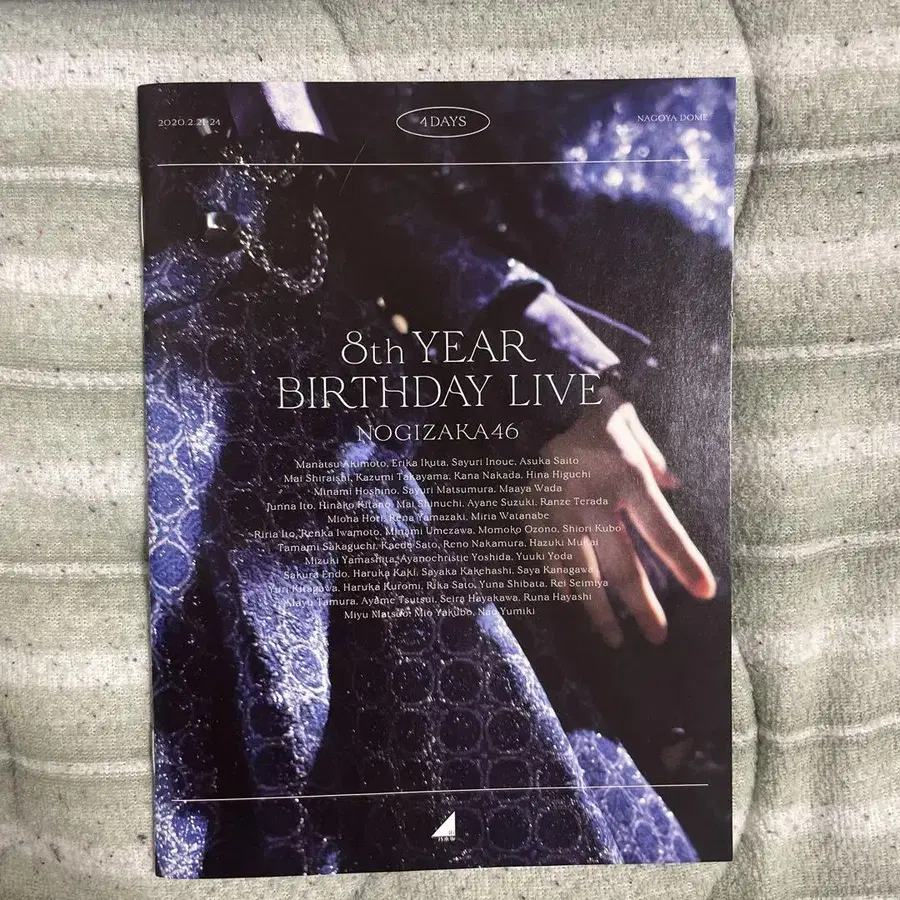 2020.2.21-24
4DAYS
NAGOYA DOME
8th YEAR
BIRTHDAY LIVE
NOGIZAKA46
Manatsu Akimoto, Erika Ikuta, Sayuri Inoue, Asuka Saito
Mai Shiraishi, Kazumi Takayama, Kana Nakada, Hina Higuchi
Minami Hoshino, Sayuri Matsumura, Maaya Wada
Junna Ito, Hinako Kitano, Mai Shinuchi, Ayane Suzuki, Ranze Terada
Miona Hori, Rena Yamazaki, Miria Watanabe
Riria Ito, Renka Iwamoto, Minami Umezawa, Momoko Ozono, Shiori Kubo
Tamami Sakaguchi, Kaede Sato, Reno Nakamura, Hazuki Mukai
Mizuki Yamashita, Ayanochristie Yoshida, Yuuki Yoda
Sakura Endo, Haruka Kaki, Sayaka Kakehashi, Saya Kanagawa
Yuri Kitagawa, Haruka Kuromi, Rika Sato, Yuna Shibata, Rei Seimiya
Mayu Tamura, Ayame Tsutsui, Seira Hayakawa, Runa Hayashi
Miyu Matsuo, Mio Yakubo, Nao Yumiki
乃木坂